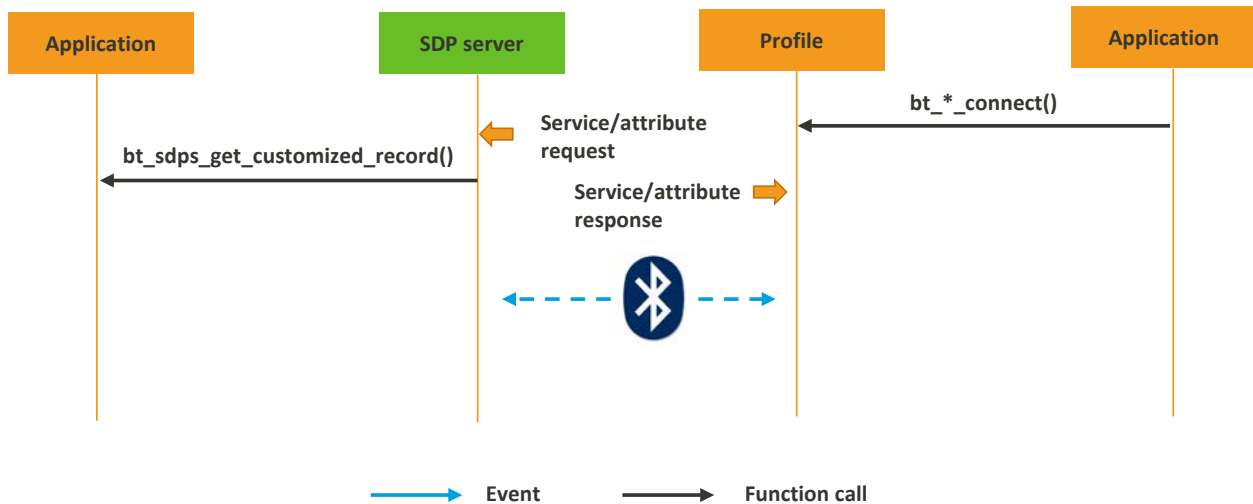 Application
SDP server
Profile
Application
bt_*_connect()
Service/attribute
request
bt_sdps_get_customized_record()
Service/attribute
response
Event
Function call